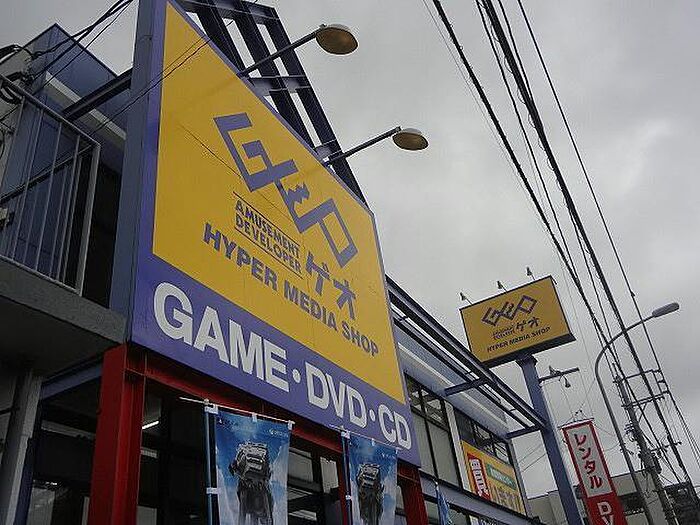 GEO
AMUSEMENT
DEVELOPER
ゲオ
HYPER MEDIA SHOP
GAME・DVD・CD
GEO
ゲオ
HYPER MEDIA SHOP
レンタル